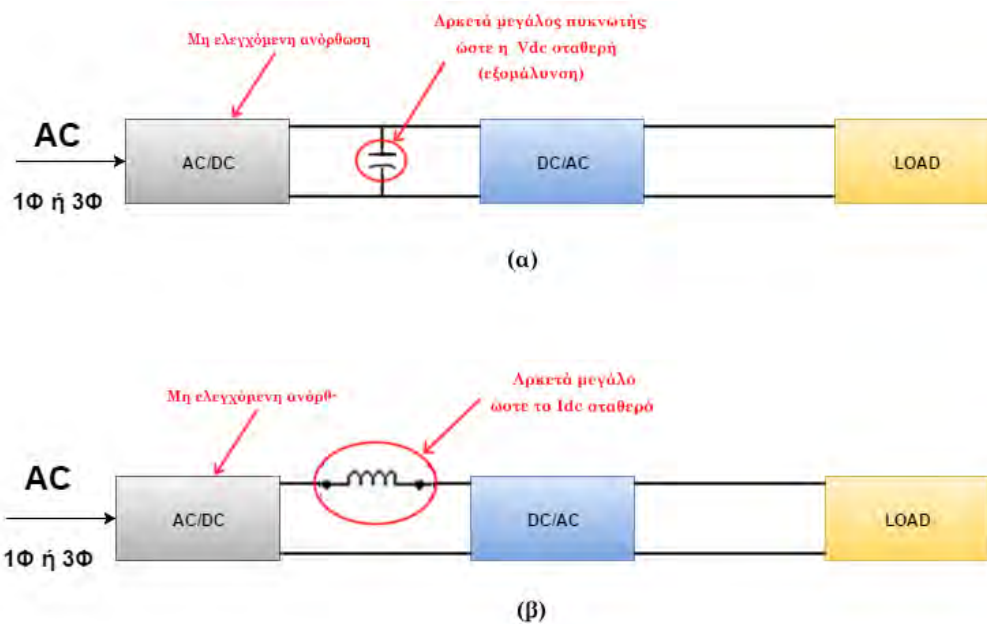 Αρκετά μεγάλος πυκνωτής
Μη ελεγχόμενη ανόρθωση
ώστε η Vdc σταθερή
(εξομάλυνση)
AC
AC/DC
DC/AC
LOAD
1Φ ή 3Φ
(α)
Αρκετά μεγάλο
Μη ελεγχόμενη ανόρθ-
ώστε το Idc σταθερό
AC
AC/DC
DC/AC
LOAD
1Φ ή 3Φ
(β)